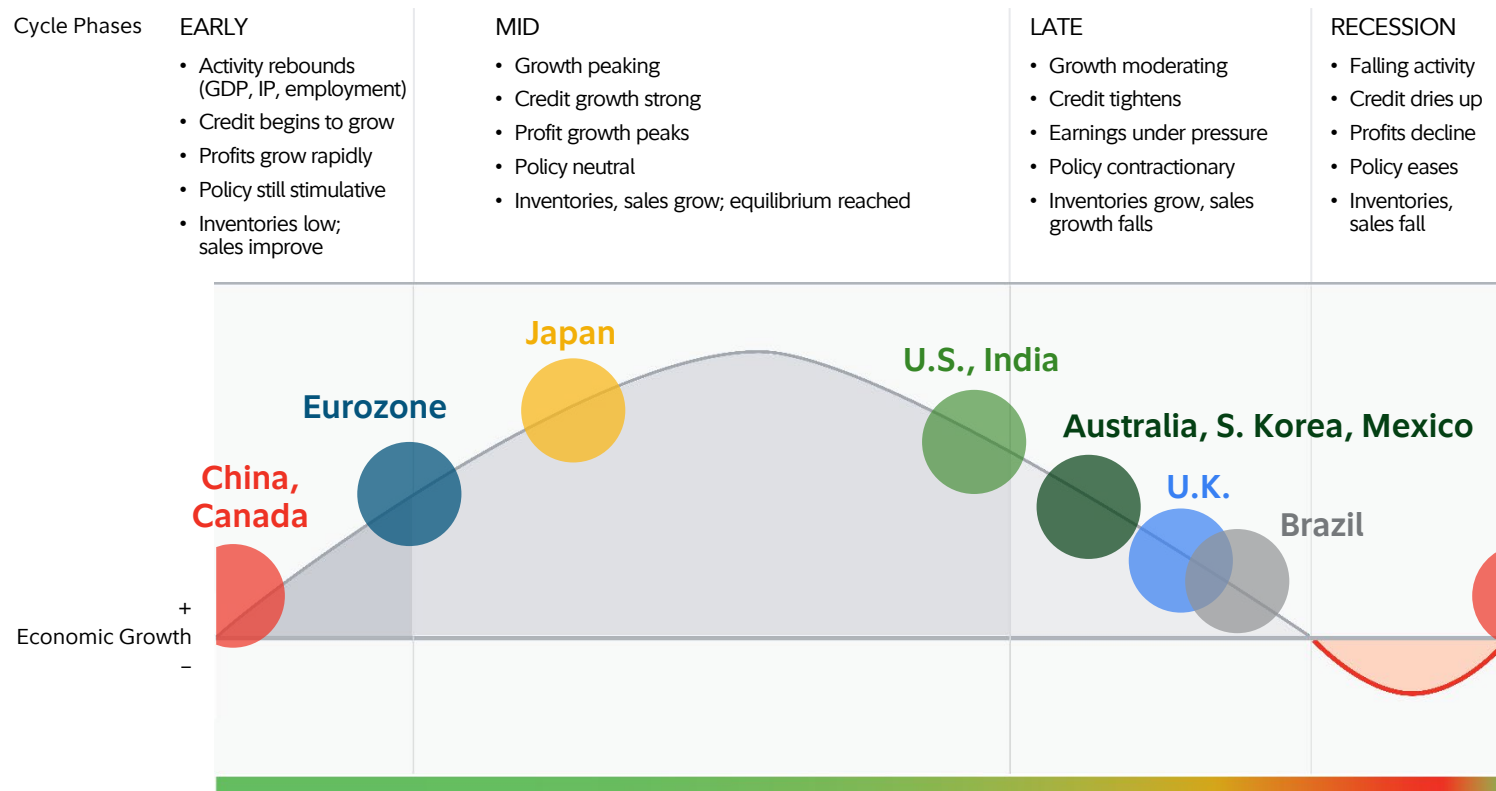 Cycle Phases
EARLY
• Activity rebounds
(GDP, IP, employment)
• Credit begins to grow
• Profits grow rapidly
• Policy still stimulative
• Inventories low;
sales improve
MID
• Growth peaking
• Credit growth strong
• Profit growth peaks
• Policy neutral
• Inventories, sales grow; equilibrium reached
LATE
• Growth moderating
• Credit tightens
• Earnings under pressure
• Policy contractionary
• Inventories grow, sales
growth falls
RECESSION
• Falling activity
• Credit dries up
• Profits decline
• Policy eases
• Inventories,
sales fall
China,
Canada
Eurozone
Japan
U.S., India
Australia, S. Korea, Mexico
U.K.
Brazil
+
Economic Growth
–